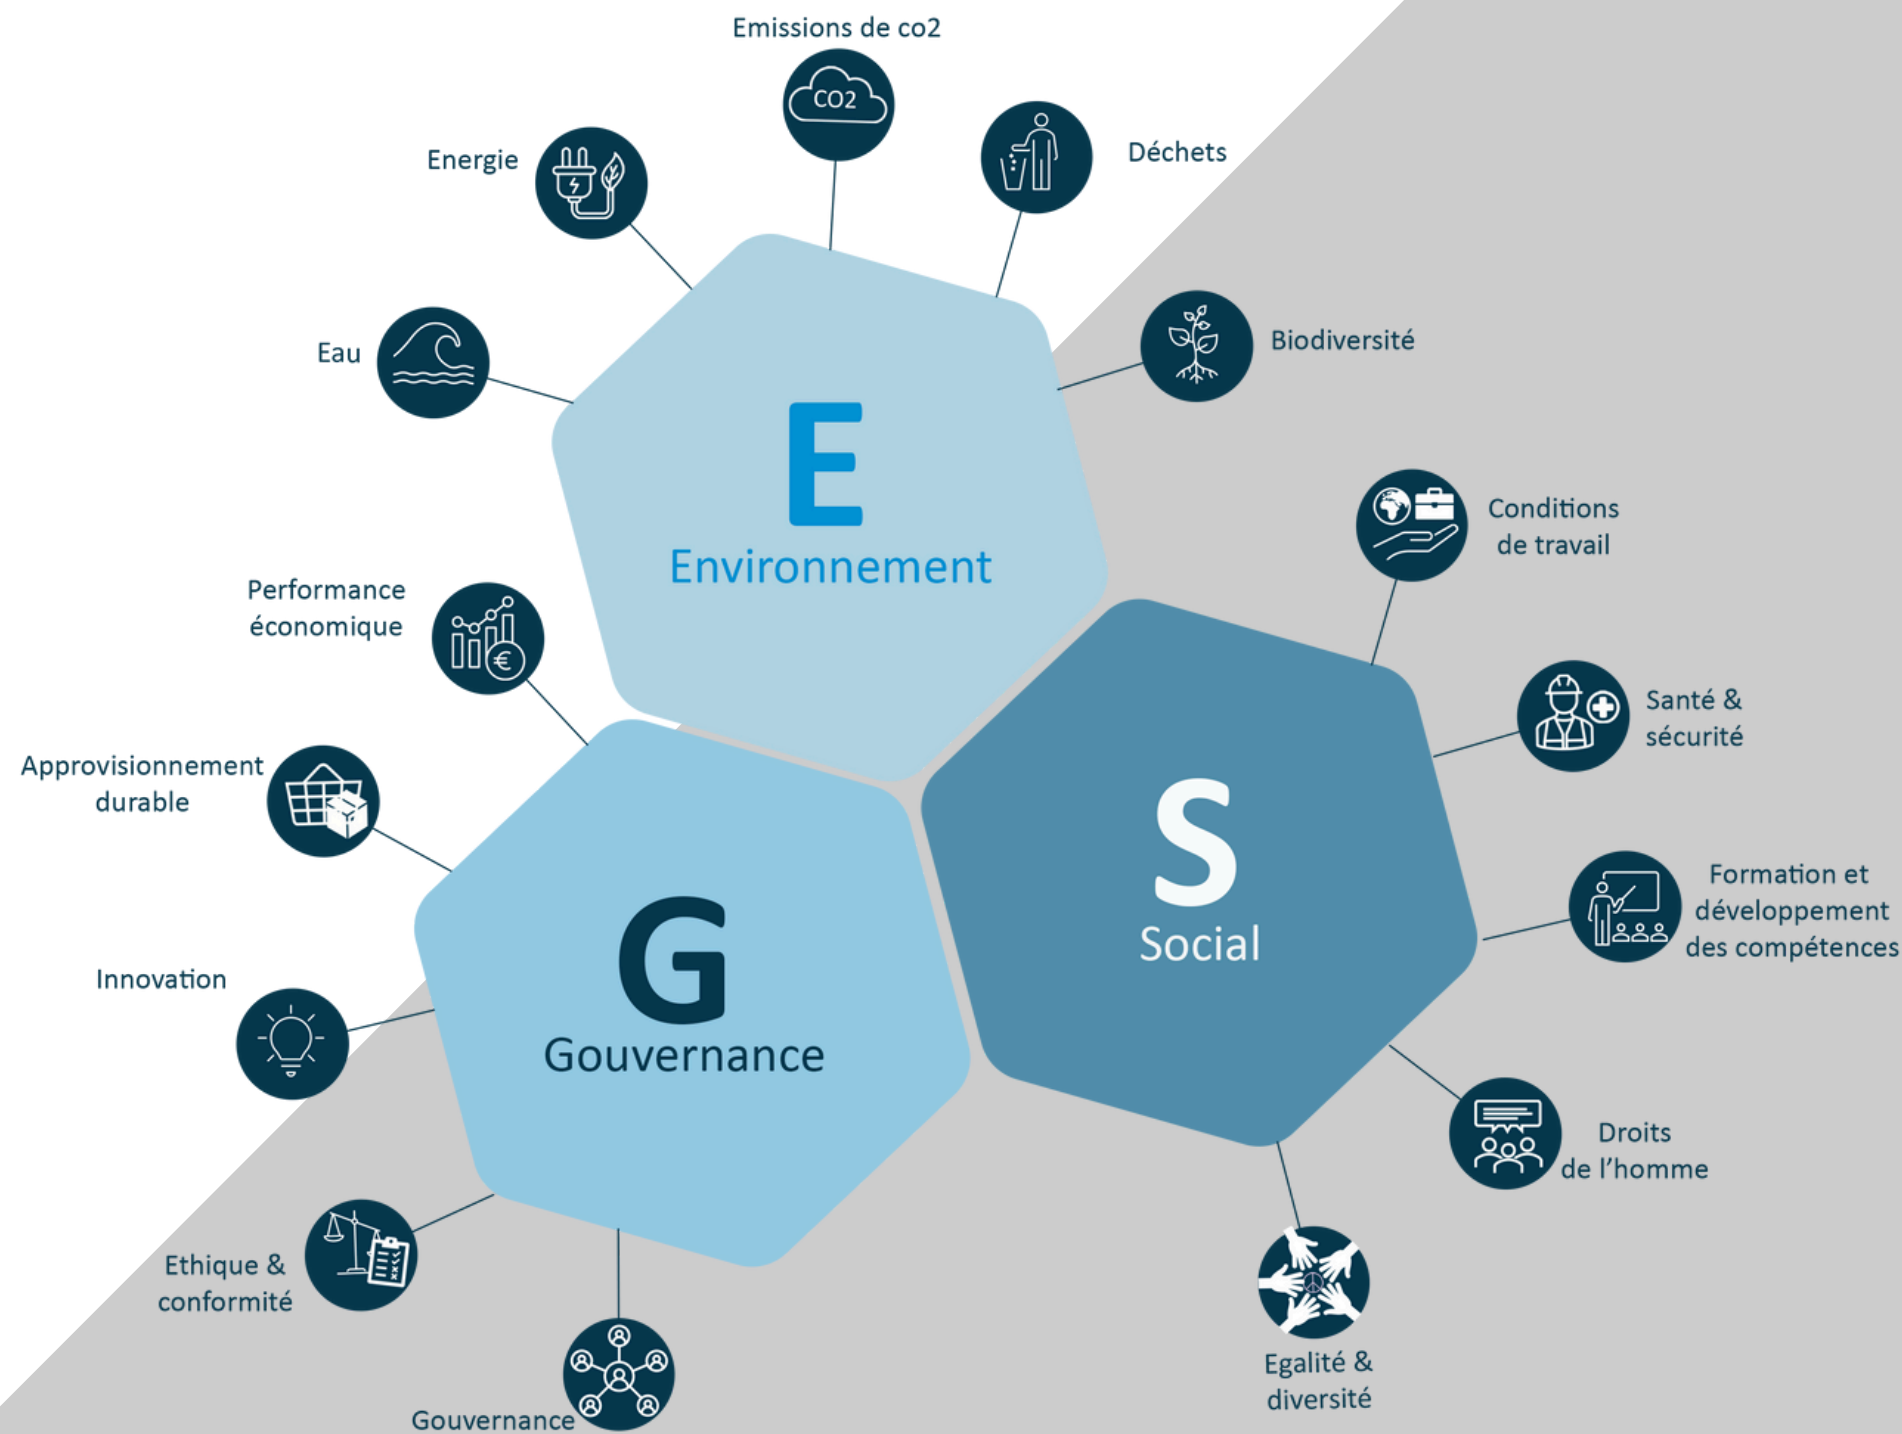 Emissions de co2
CO2
Energie
Déchets
Eau
Biodiversité
E
Environnement
Conditions
de travail
Santé &
sécurité
Formation et
développement
des compétences
Droits
de l’homme
Egalité &
diversité
S
Social
Performance
économique
€
Approvisionnement
durable
Innovation
Ethique &
conformité
Gouvernance
G
Gouvernance